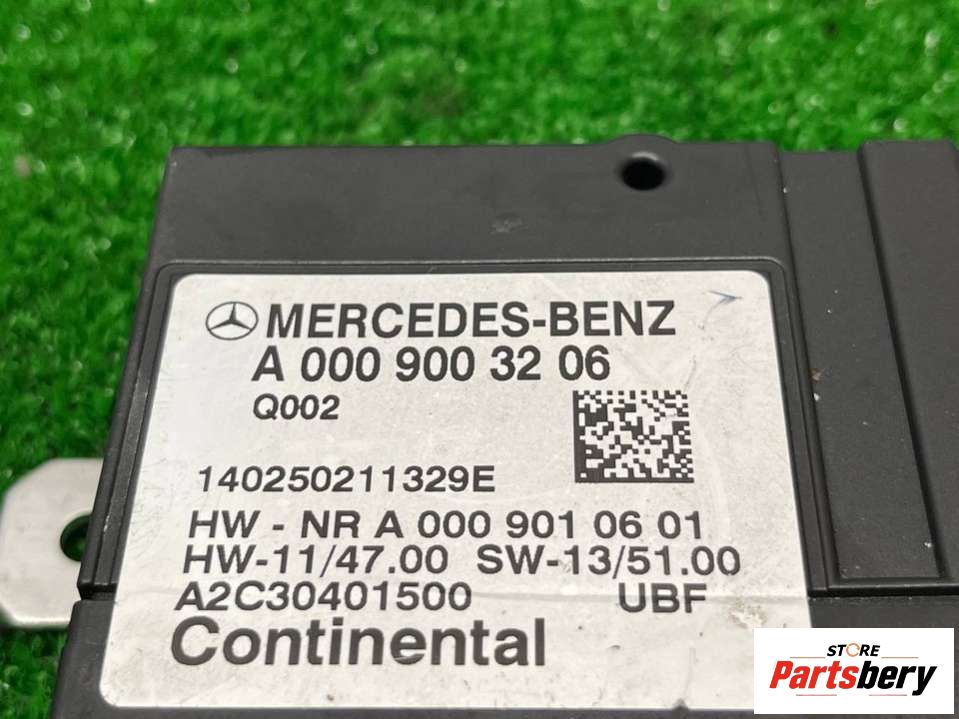 MERCEDES-BENZ
A 000 900 32 06
Q002
140250211329E
HW - NR A 000 901 06 01
HW-11/47.00 SW-13/51.00
A2C30401500 UBF
Continental
STORE
Partsbery